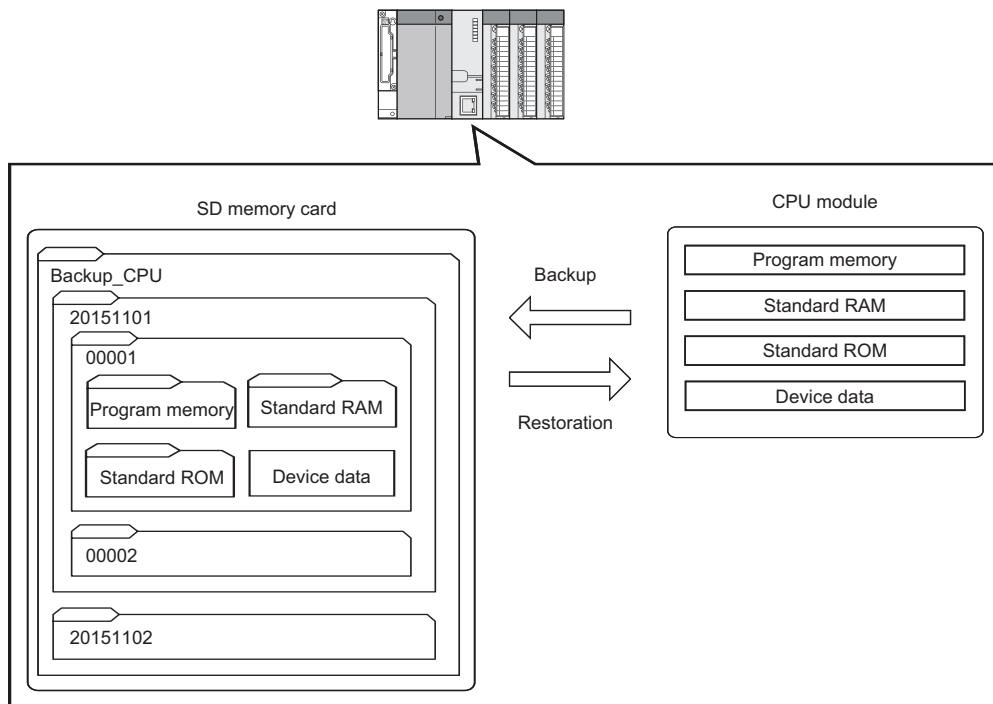 SD memory card
Backup_CPU
20151101
00001
Program memory
Standard RAM
Standard ROM
Device data
00002
20151102
Backup
Restoration
CPU module
Program memory
Standard RAM
Standard ROM
Device data